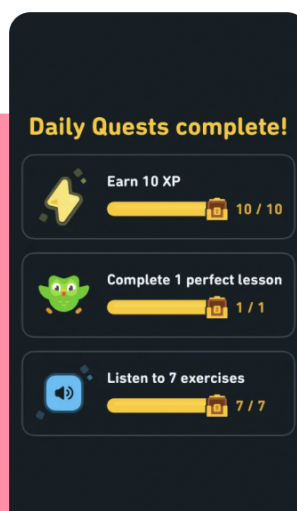 Daily Quests complete!
Earn 10 XP
10 / 10
Complete 1 perfect lesson
1 / 1
Listen to 7 exercises
7 / 7